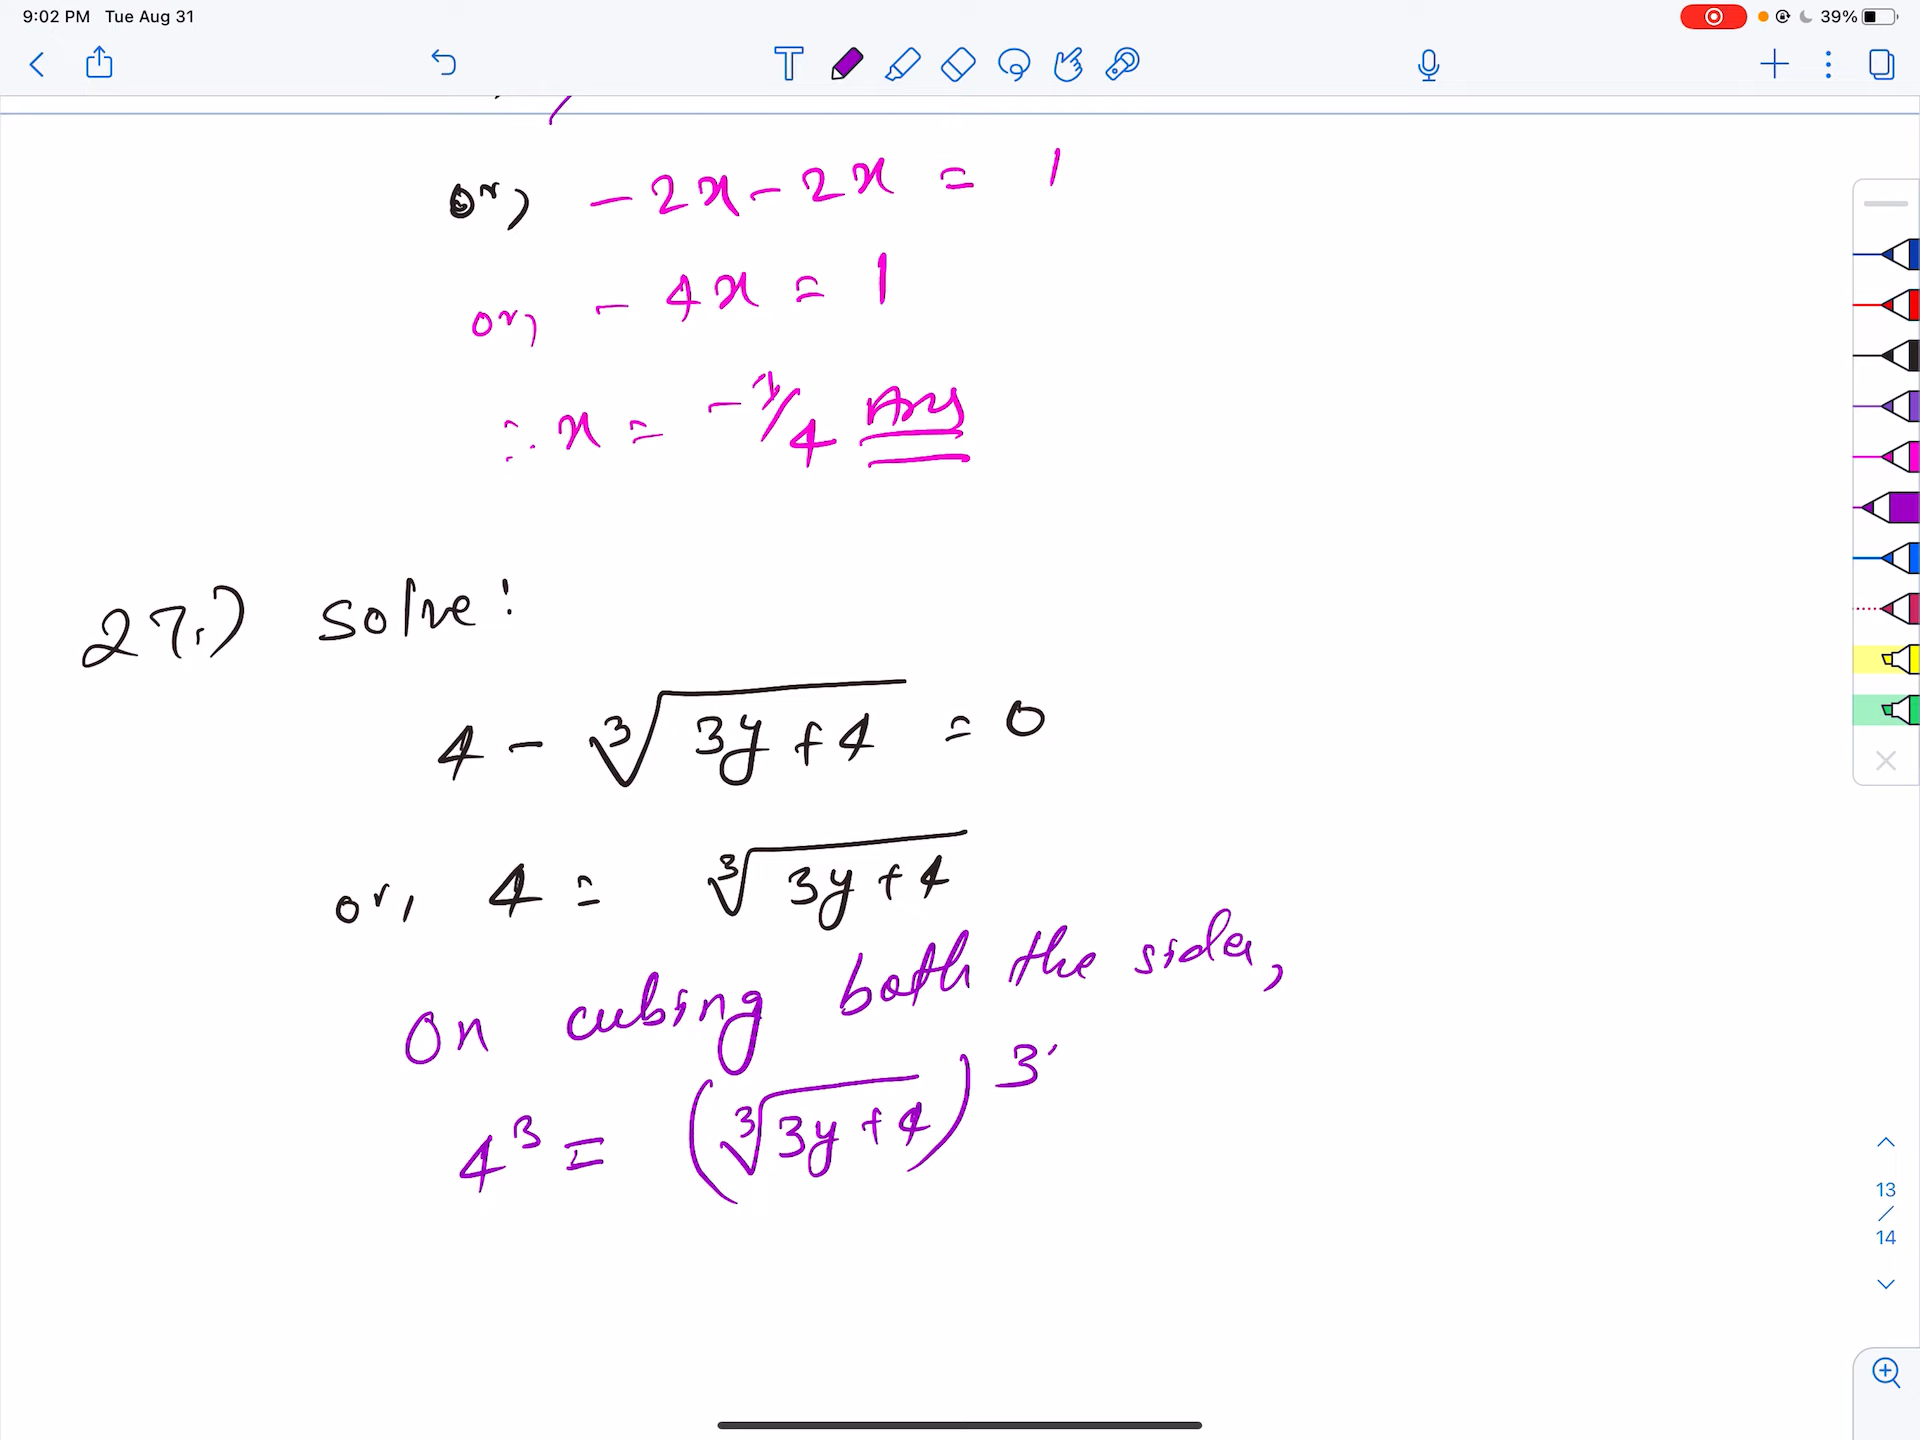 9:02 PM Tue Aug 31
39%
or, -2x-2x = 1
or, -4x = 1
∴ x = -1/4 Ans
27.) solve:
4 - ∛(3y+4) = 0
or, 4 = ∛(3y+4)
On cubing both the sides,
4³ = (∛(3y+4))³
13
/
14